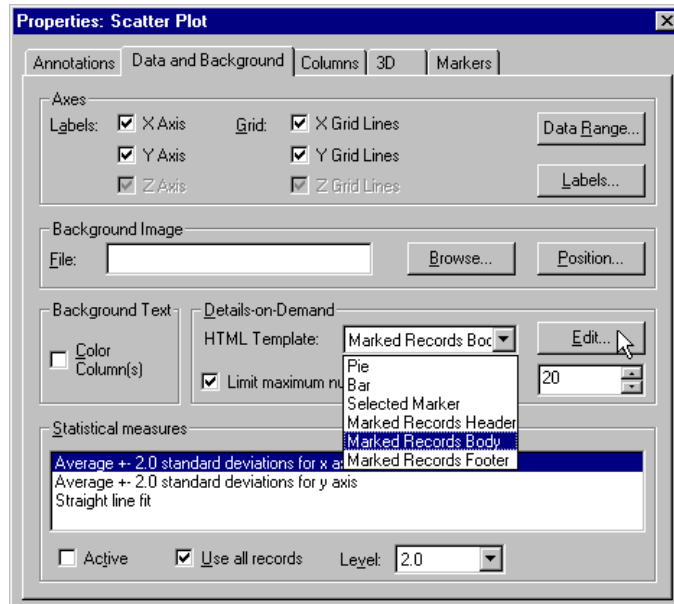 Properties: Scatter Plot
Annotations Data and Background Columns 3D Markers
Axes
Labels: X Axis Grid: X Grid Lines Data Range...
Y Axis Y Grid Lines
Z Axis Z Grid Lines Labels...
Background Image
File: Browse... Position...
Background Text Details-on-Demand
HTML Template: Marked Records Edit...
Color
Column(s)
Limit maximum 20
Pie
Bar
Selected Marker
Marked Records Header
Marked Records Body
Marked Records Footer
Statistical measures
Average +- 2.0 standard deviations for x
Average +- 2.0 standard deviations for y axis
Straight line fit
Active Use all records Level: 2.0